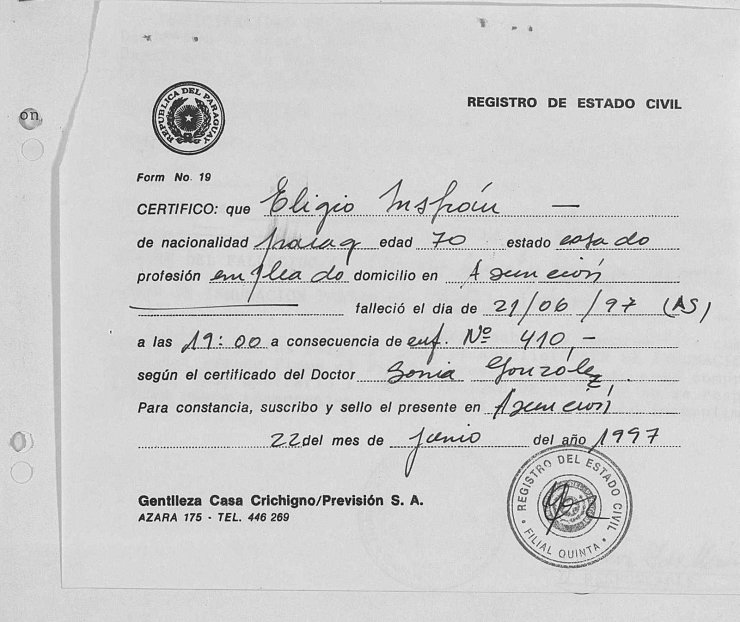 on
REPUBLICA DEL PARAGUAY
REGISTRO DE ESTADO CIVIL
Form No. 19
CERTIFICO: que Eligio Insfrán —
de nacionalidad parag edad 70 estado casado
profesión empleado domicilio en Asunción
falleció el dia de 21/06/97 (AS)
a las 19:00 a consecuencia de enf. Nº 410,-
según el certificado del Doctor Sonia González
Para constancia, suscribo y sello el presente en Asunción
22 del mes de junio del año 1997
Gentileza Casa Crichigno/Previsión S. A.
AZARA 175 - TEL. 446 269
REGISTRO DEL ESTADO CIVIL
FILIAL QUINTA